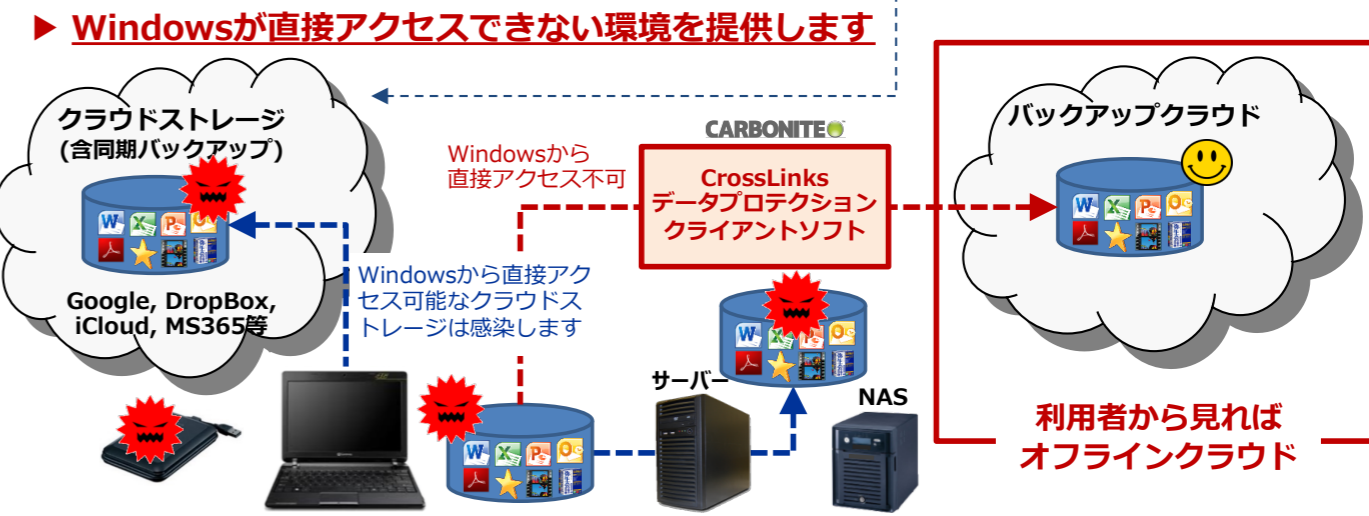 ▶ Windowsが直接アクセスできない環境を提供します
クラウドストレージ
(含同期バックアップ)
Google, DropBox,
iCloud, MS365等
Windowsから
直接アクセス不可
CARBONITE
CrossLinks
データプロテクション
クライアントソフト
バックアップクラウド
Windowsから直接アク
セス可能なクラウドス
トレージは感染します
サーバー
NAS
利用者から見れば
オフラインクラウド